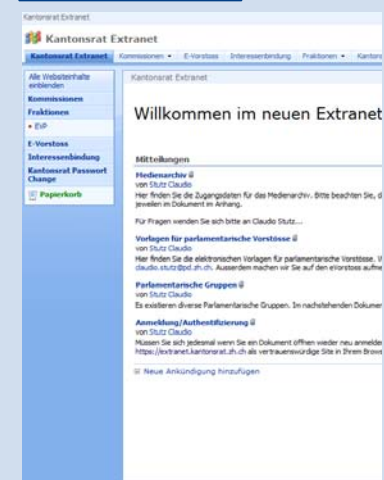 Kantonsrat Extranet
Kantonsrat Extranet
Kantonsrat Extranet Kommissionen E-Vorstoss Interessenbindung Fraktionen Kantons
Alle Websiteinhalte
einblenden
Kommissionen
Fraktionen
EVP
E-Vorstoss
Interessenbindung
Kantonsrat Passwort
Change
Papierkorb
Kantonsrat Extranet
Willkommen im neuen Extranet
Mitteilungen
Medienarchiv
von Stutz Claudio
Hier finden Sie die Zugangsdaten für das Medienarchiv. Bitte beachten Sie, d
jeweilen im Dokument im Anhang.
Für Fragen wenden Sie sich bitte an Claudio Stutz...
Vorlagen für parlamentarische Vorstösse
von Stutz Claudio
Hier finden Sie die elektronischen Vorlagen für parlamentarische Vorstösse. W
claudio.stutz@pd.zh.ch. Ausserdem machen wir Sie auf den eVorstoss aufme
Parlamentarische Gruppen
von Stutz Claudio
Es existieren diverse Parlamentarische Gruppen. Im nachstehenden Dokumen
Anmeldung/Authentifizierung
von Stutz Claudio
Müssen Sie sich jedesmal wenn Sie ein Dokument öffnen wieder neu anmelde
https://extranet.kantonsrat.zh.ch als vertrauenswürdige Site in Ihrem Brows
Neue Ankündigung hinzufügen